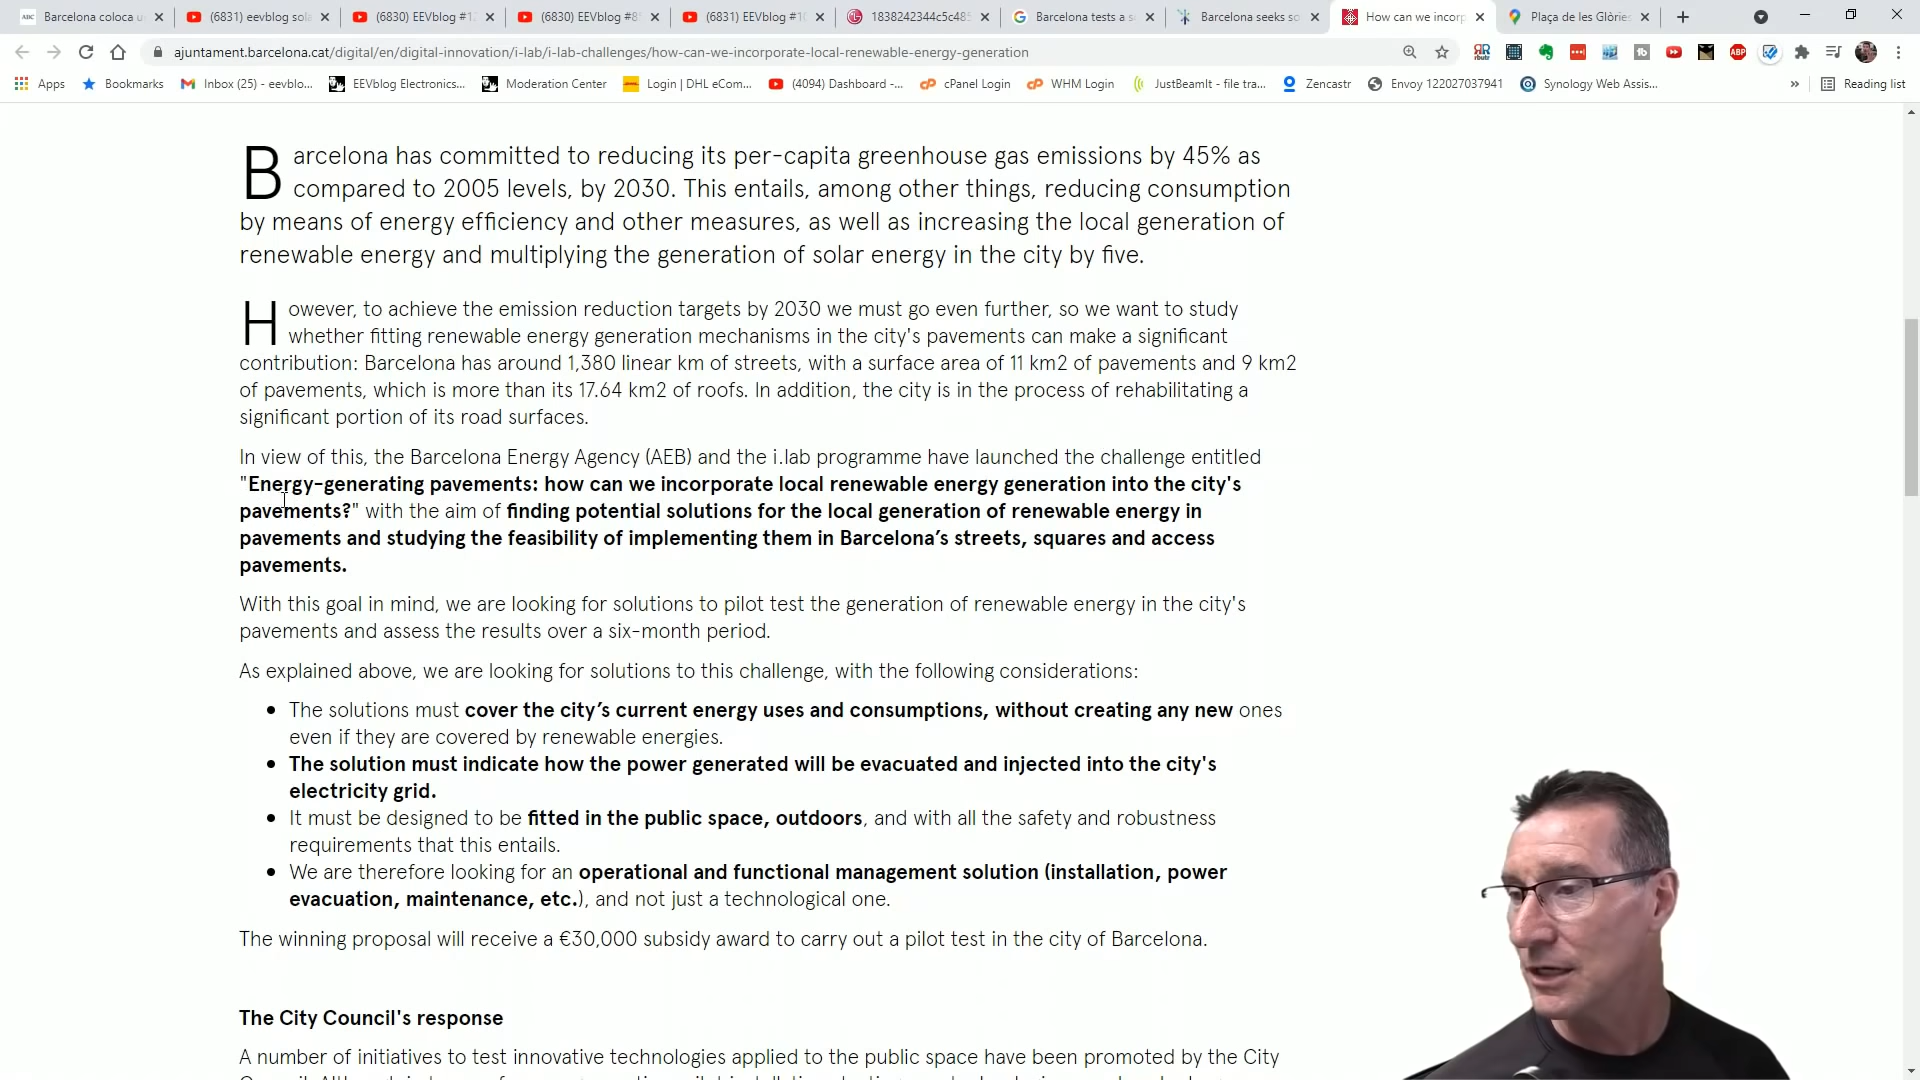 Barcelona coloca u
(6831) eevblog sola
(6830) EEVblog #12
(6830) EEVblog #8
(6831) EEVblog #10
1838242344c5c485
Barcelona tests a s
Barcelona seeks so
How can we incorp
Plaça de les Glòries
ajuntament.barcelona.cat/digital/en/digital-innovation/i-lab/i-lab-challenges/how-can-we-incorporate-local-renewable-energy-generation
Apps Bookmarks Inbox (25) - eevblo... EEVblog Electronics... Moderation Center Login | DHL eCom... (4094) Dashboard -... cPanel Login WHM Login JustBeamIt - file tra... Zencastr Envoy 122027037941 Synology Web Assis... » Reading list
Barcelona has committed to reducing its per-capita greenhouse gas emissions by 45% as
compared to 2005 levels, by 2030. This entails, among other things, reducing consumption
by means of energy efficiency and other measures, as well as increasing the local generation of
renewable energy and multiplying the generation of solar energy in the city by five.
However, to achieve the emission reduction targets by 2030 we must go even further, so we want to study
whether fitting renewable energy generation mechanisms in the city's pavements can make a significant
contribution: Barcelona has around 1,380 linear km of streets, with a surface area of 11 km2 of pavements and 9 km2
of pavements, which is more than its 17.64 km2 of roofs. In addition, the city is in the process of rehabilitating a
significant portion of its road surfaces.
In view of this, the Barcelona Energy Agency (AEB) and the i.lab programme have launched the challenge entitled
"Energy-generating pavements: how can we incorporate local renewable energy generation into the city's
pavements?" with the aim of finding potential solutions for the local generation of renewable energy in
pavements and studying the feasibility of implementing them in Barcelona's streets, squares and access
pavements.
With this goal in mind, we are looking for solutions to pilot test the generation of renewable energy in the city's
pavements and assess the results over a six-month period.
As explained above, we are looking for solutions to this challenge, with the following considerations:
• The solutions must cover the city's current energy uses and consumptions, without creating any new ones
even if they are covered by renewable energies.
• The solution must indicate how the power generated will be evacuated and injected into the city's
electricity grid.
• It must be designed to be fitted in the public space, outdoors, and with all the safety and robustness
requirements that this entails.
• We are therefore looking for an operational and functional management solution (installation, power
evacuation, maintenance, etc.), and not just a technological one.
The winning proposal will receive a €30,000 subsidy award to carry out a pilot test in the city of Barcelona.
The City Council's response
A number of initiatives to test innovative technologies applied to the public space have been promoted by the City